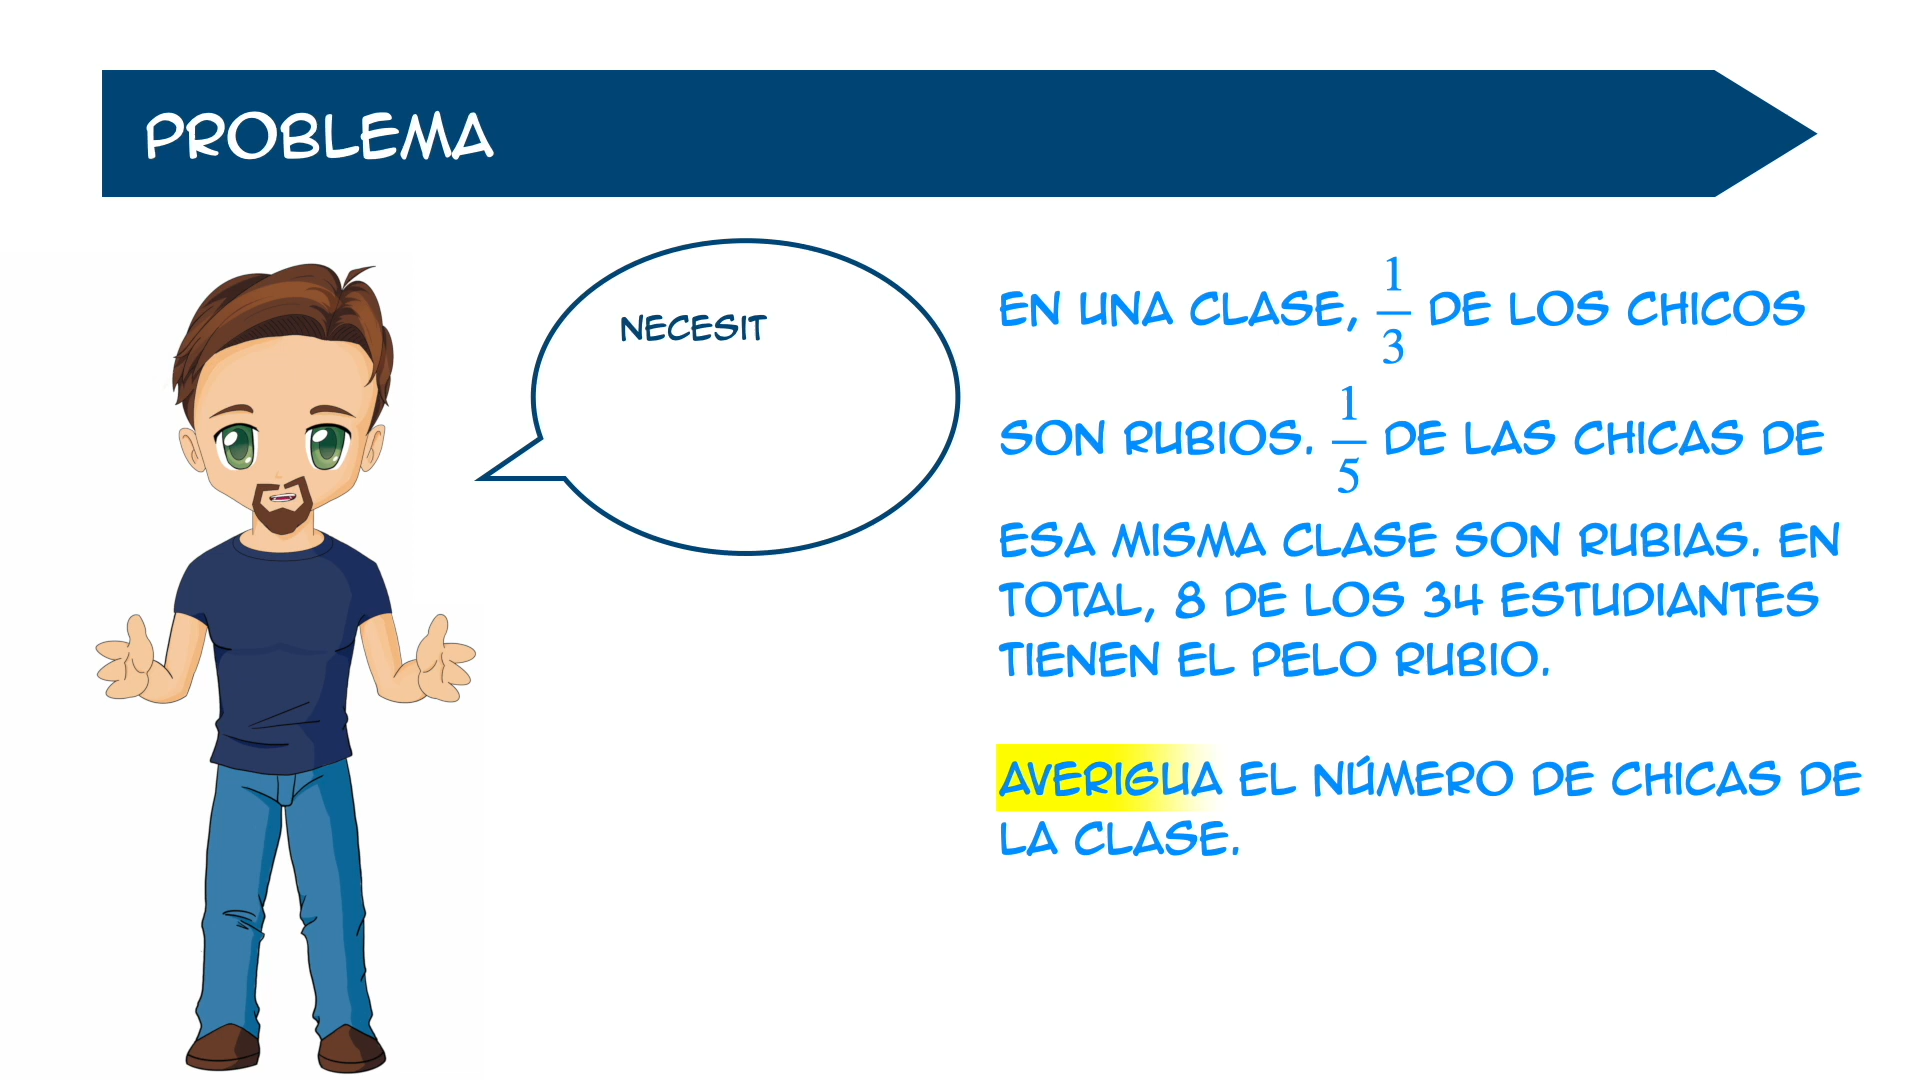 PROBLEMA
NECESIT
EN UNA CLASE, 1/3 DE LOS CHICOS
SON RUBIOS. 1/5 DE LAS CHICAS DE
ESA MISMA CLASE SON RUBIAS. EN
TOTAL, 8 DE LOS 34 ESTUDIANTES
TIENEN EL PELO RUBIO.
AVERIGUA EL NÚMERO DE CHICAS DE
LA CLASE.